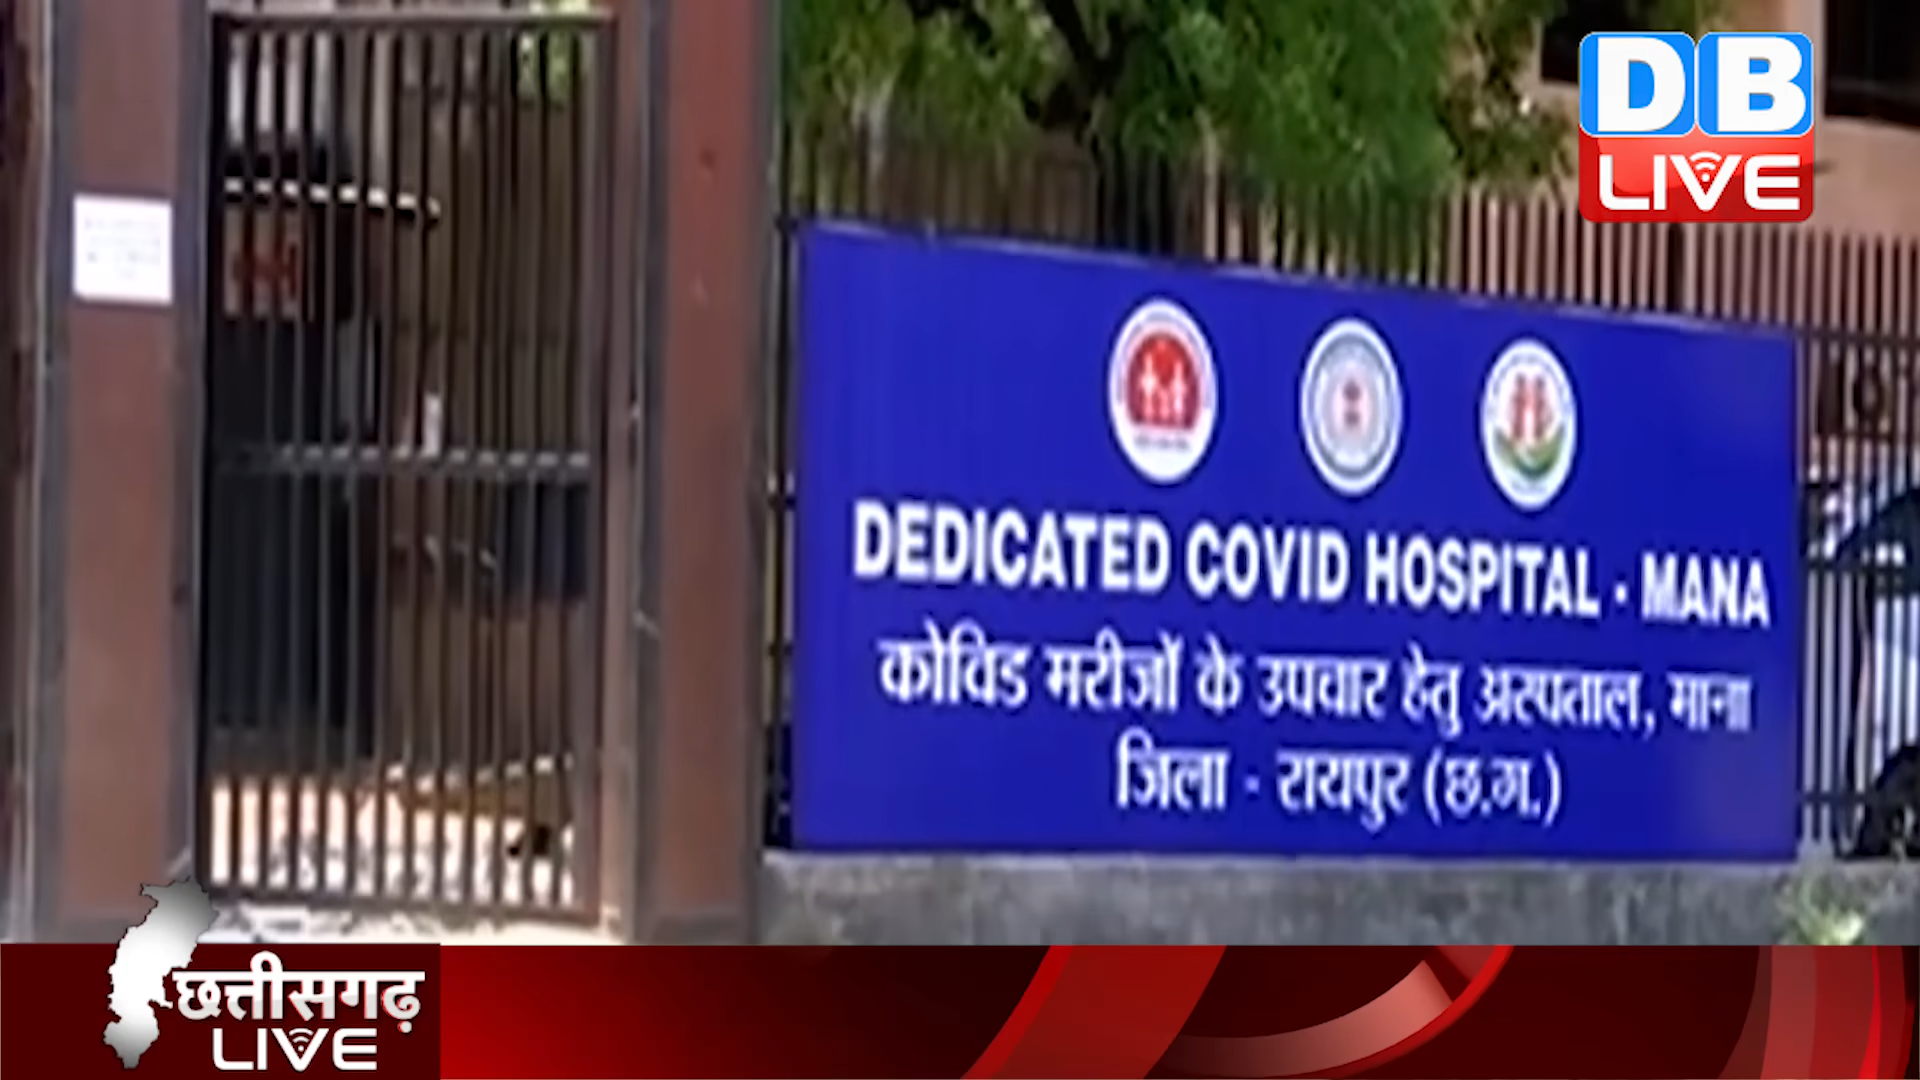 DB
LIVE
DEDICATED COVID HOSPITAL - MANA
कोविड मरीजों के उपचार हेतु अस्पताल, माना
जिला - रायपुर (छ.ग.)
छत्तीसगढ़
LIVE